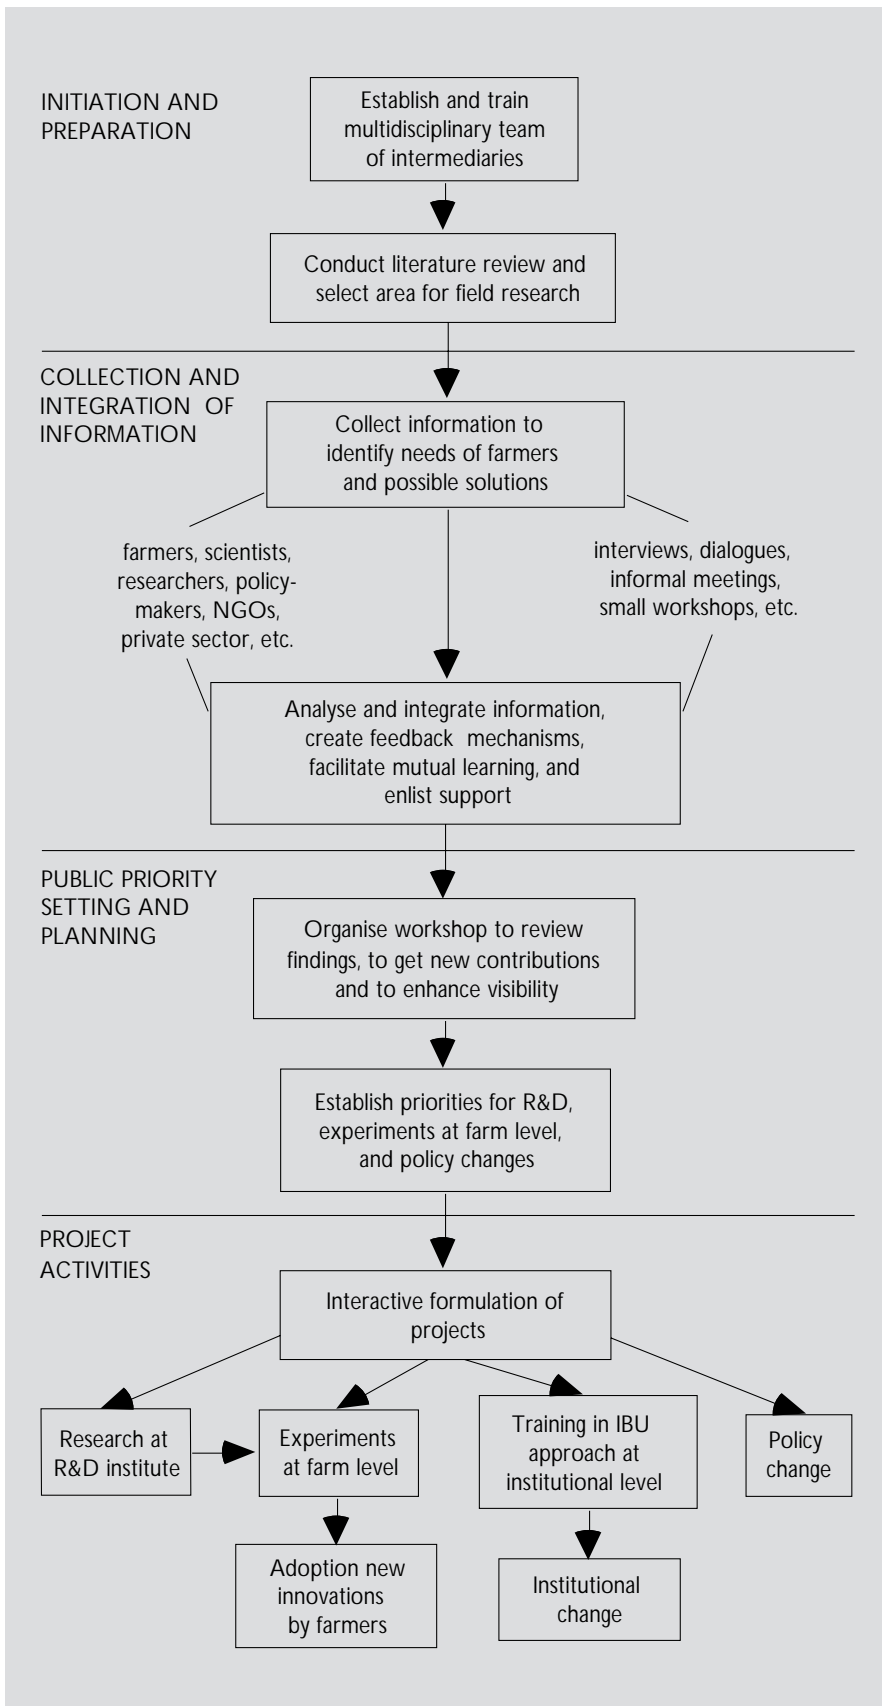 INITIATION AND
PREPARATION
Establish and train
multidisciplinary team
of intermediaries
Conduct literature review and
select area for field research
COLLECTION AND
INTEGRATION OF
INFORMATION
Collect information to
identify needs of farmers
and possible solutions
farmers, scientists,
researchers, policy-
makers, NGOs,
private sector, etc.
interviews, dialogues,
informal meetings,
small workshops, etc.
Analyse and integrate information,
create feedback mechanisms,
facilitate mutual learning, and
enlist support
PUBLIC PRIORITY
SETTING AND
PLANNING
Organise workshop to review
findings, to get new contributions
and to enhance visibility
Establish priorities for R&D,
experiments at farm level,
and policy changes
PROJECT
ACTIVITIES
Interactive formulation of
projects
Research at
R&D institute
Experiments
at farm level
Training in IBU
approach at
institutional level
Policy
change
Adoption new
innovations
by farmers
Institutional
change